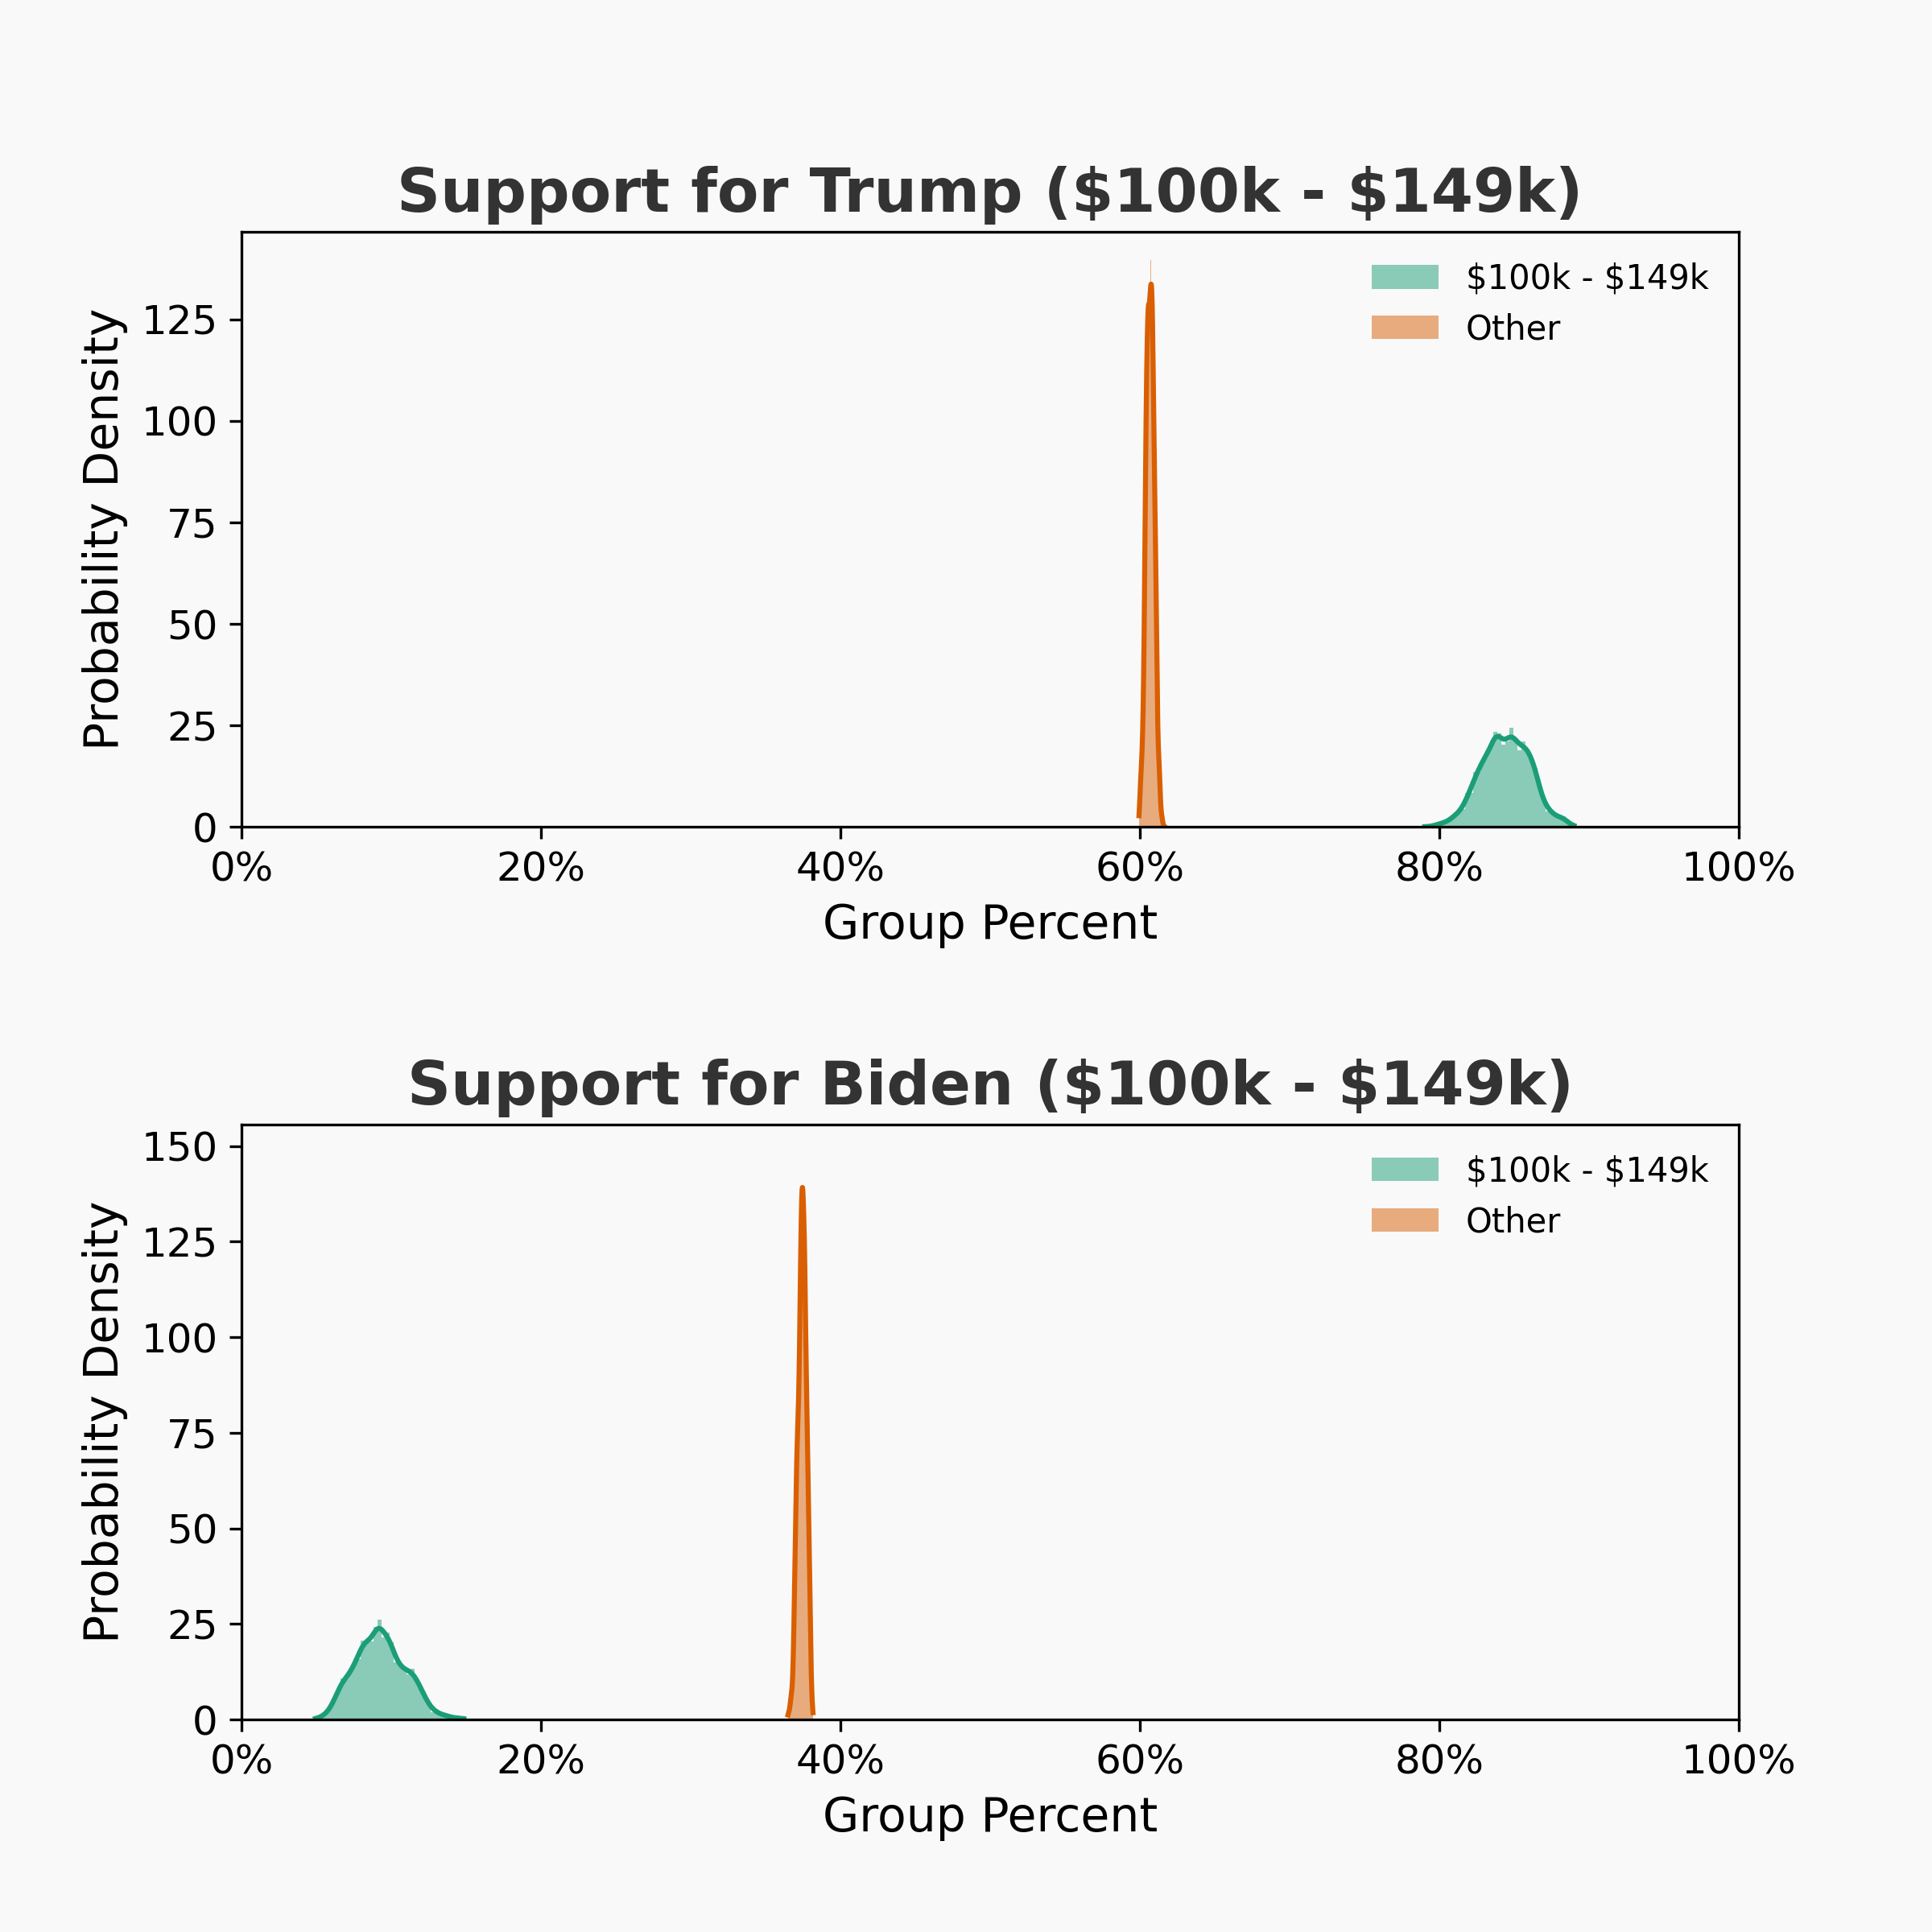 Support for Trump ($100k - $149k)
$100k - $149k
Other
Probability Density
125
100
75
50
25
0
0% 20% 40% 60% 80% 100%
Group Percent
Support for Biden ($100k - $149k)
$100k - $149k
Other
Probability Density
150
125
100
75
50
25
0
0% 20% 40% 60% 80% 100%
Group Percent